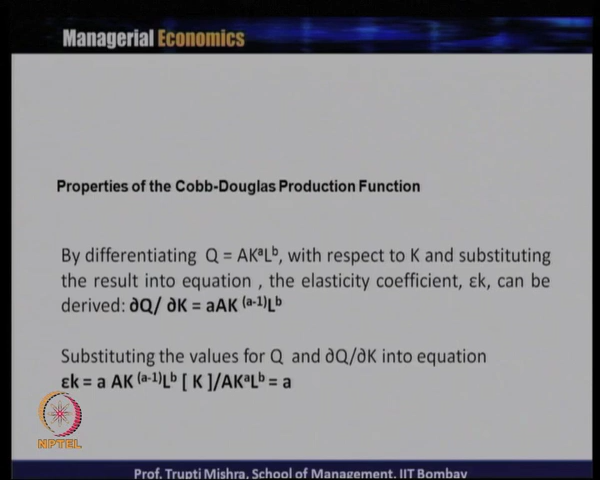 Managerial Economics
Properties of the Cobb-Douglas Production Function
By differentiating Q = AKᵃLᵇ, with respect to K and substituting
the result into equation , the elasticity coefficient, εk, can be
derived: ∂Q/ ∂K = aAK ⁽ᵃ⁻¹⁾Lᵇ
Substituting the values for Q and ∂Q/∂K into equation
εk = a AK ⁽ᵃ⁻¹⁾Lᵇ [ K ]/AKᵃLᵇ = a
NPTEL
Prof. Trupti Mishra, School of Management, IIT Bombay